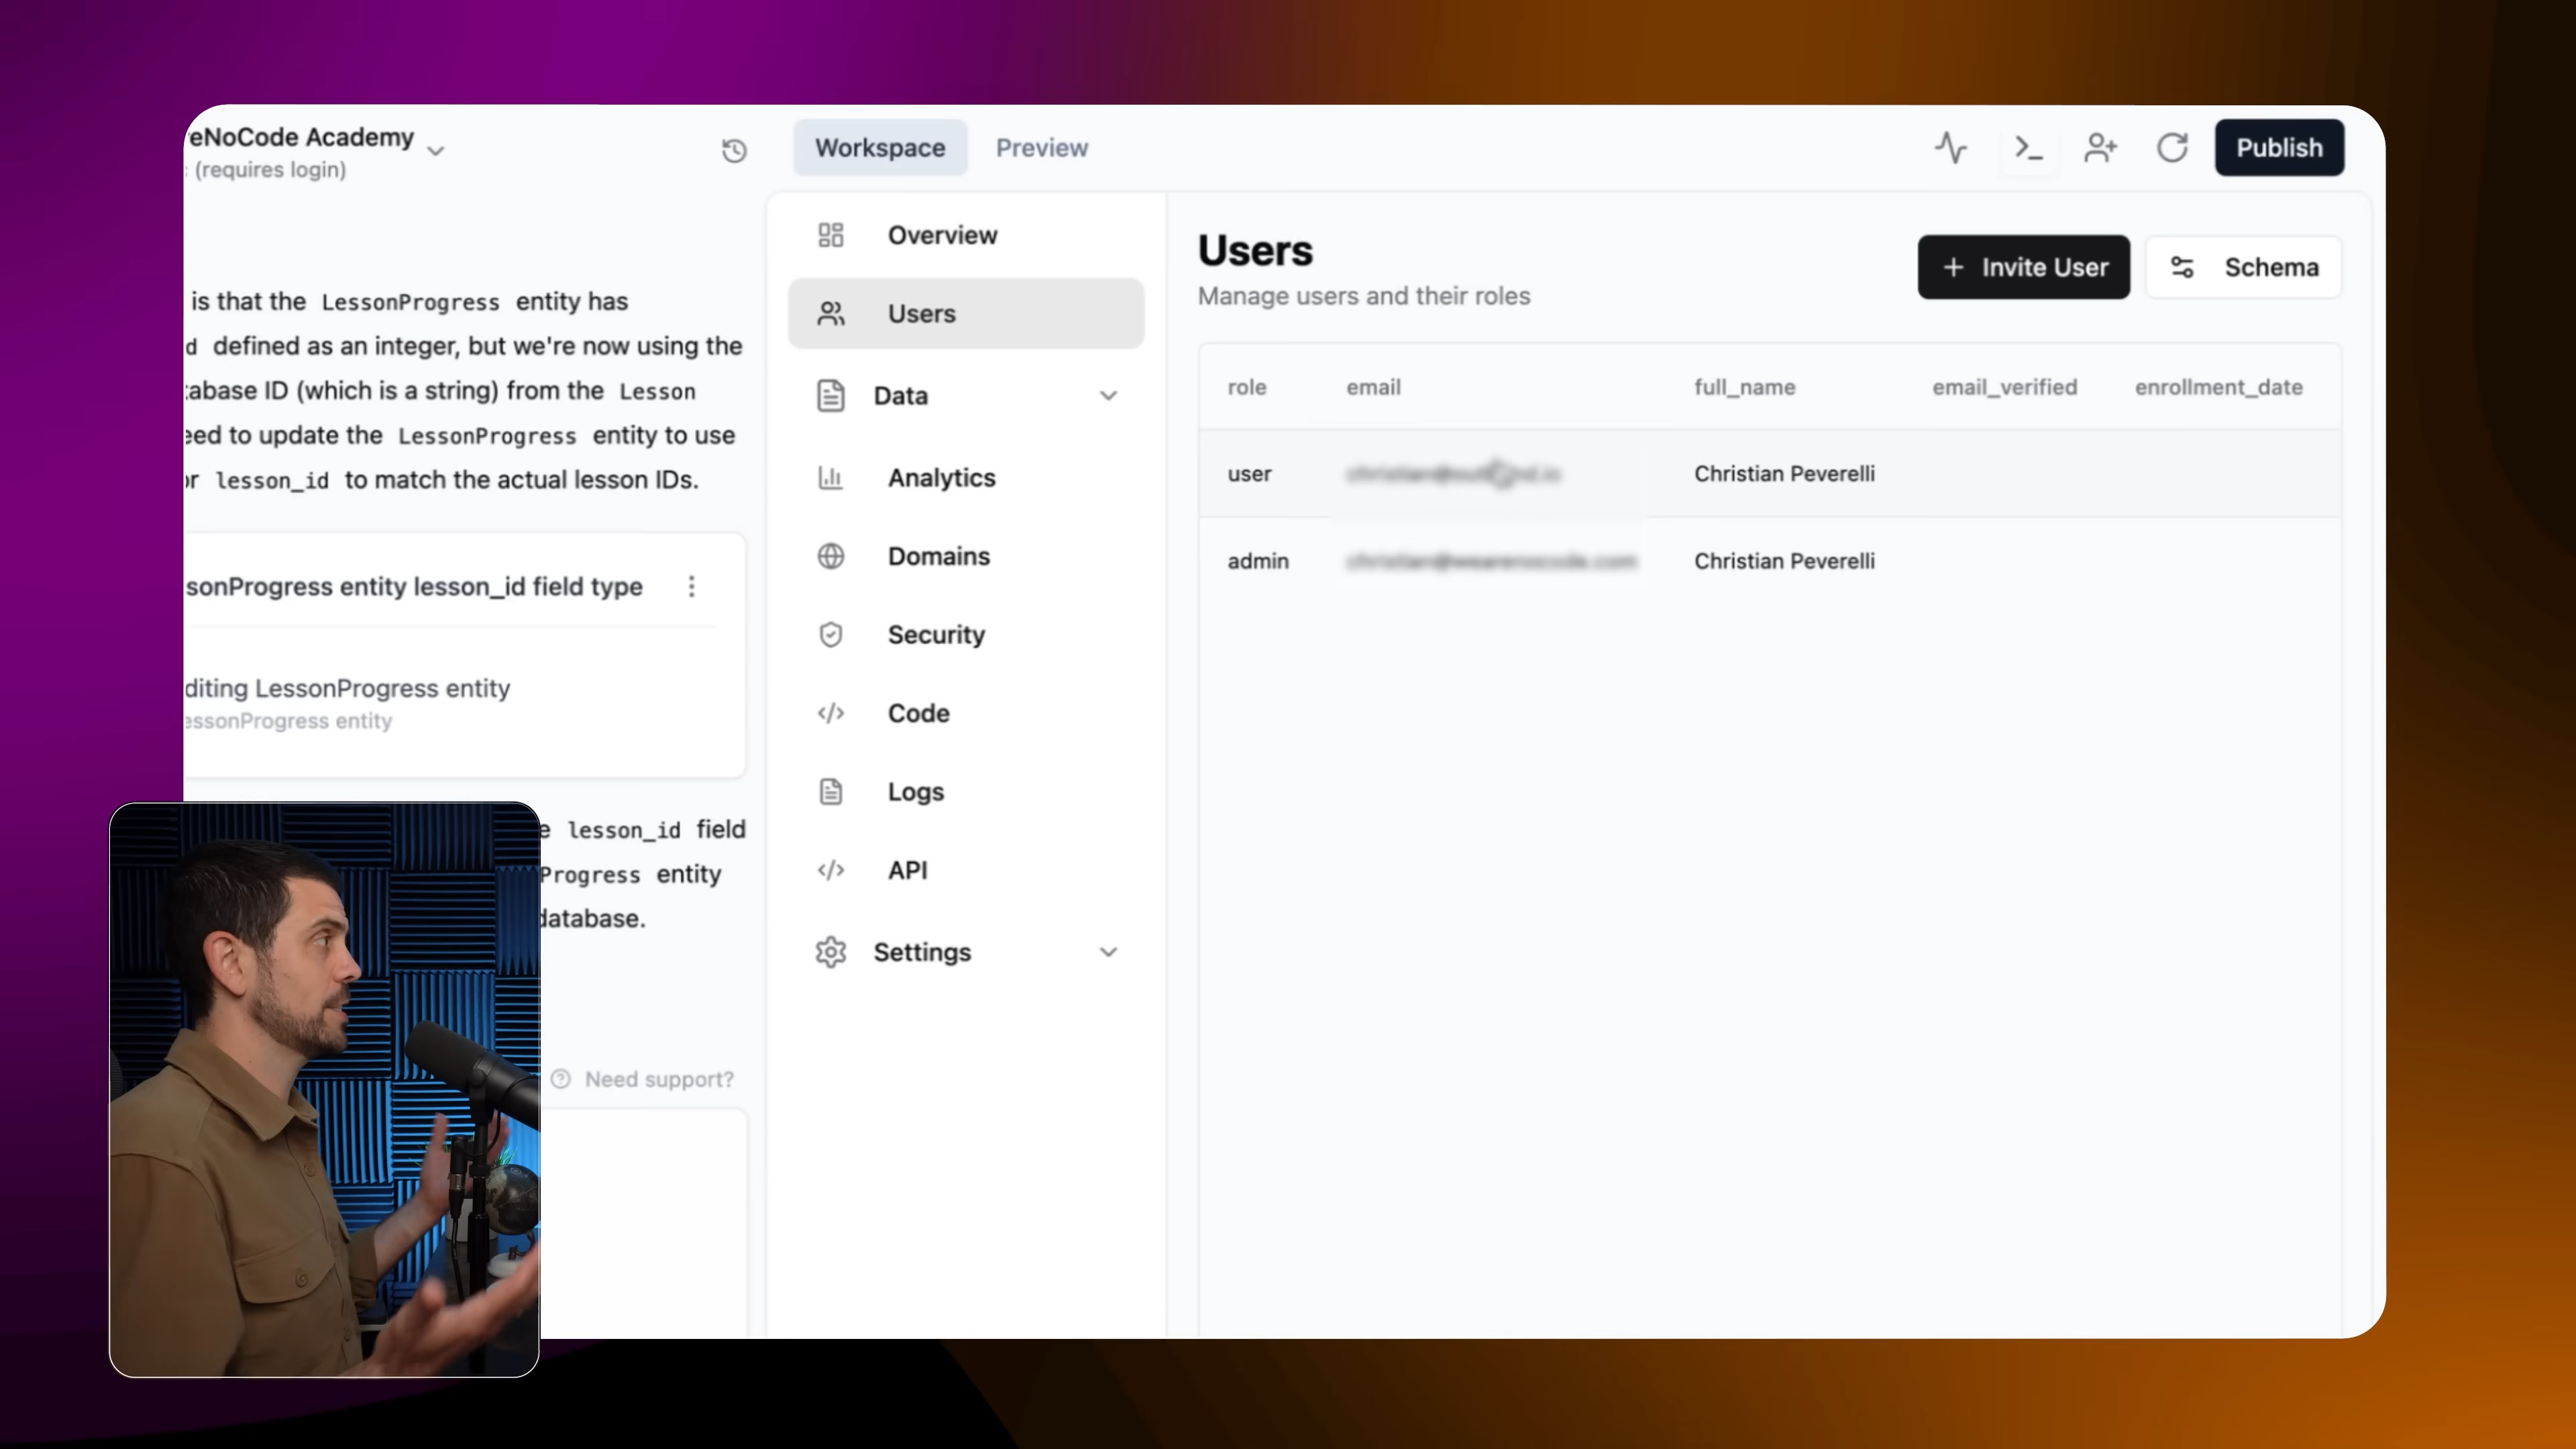 eNoCode Academy
(requires login)
is that the LessonProgress entity has
d defined as an integer, but we're now using the
abase ID (which is a string) from the Lesson
eed to update the LessonProgress entity to use
or lesson_id to match the actual lesson IDs.
sonProgress entity lesson_id field type
diting LessonProgress entity
essonProgress entity
e lesson_id field
Progress entity
database.
Need support?
Workspace
Preview
Publish
Overview
Users
Data
Analytics
Domains
Security
Code
Logs
API
Settings
Users
Manage users and their roles
+ Invite User
Schema
role email full_name email_verified enrollment_date
user Christian Peverelli
admin Christian Peverelli